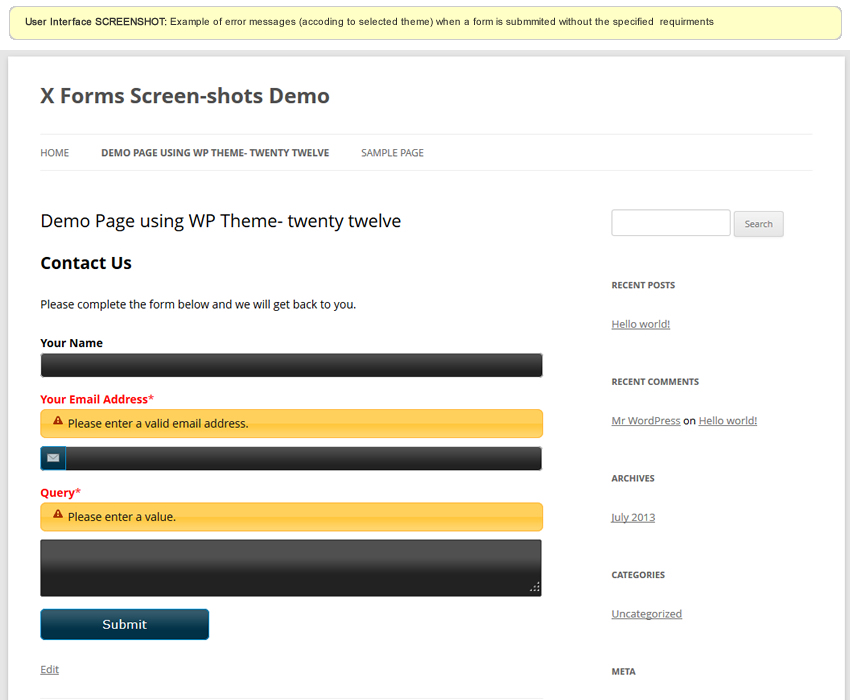 User Interface SCREENSHOT: Example of error messages (accoding to selected theme) when a form is submmited without the specified requirments
X Forms Screen-shots Demo
HOME DEMO PAGE USING WP THEME- TWENTY TWELVE SAMPLE PAGE
Demo Page using WP Theme- twenty twelve
Contact Us
Please complete the form below and we will get back to you.
Your Name
Your Email Address*
Please enter a valid email address.
Query*
Please enter a value.
Submit
Edit
Search
RECENT POSTS
Hello world!
RECENT COMMENTS
Mr WordPress on Hello world!
ARCHIVES
July 2013
CATEGORIES
Uncategorized
META